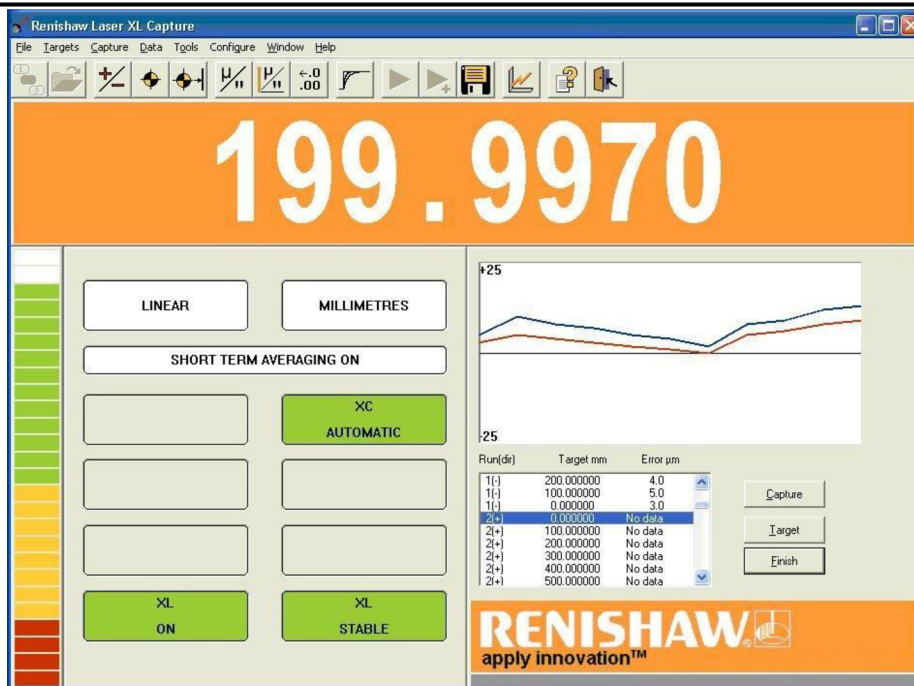 Renishaw Laser XL Capture
File Targets Capture Data Tools Configure Window Help
199.9970
LINEAR
MILLIMETRES
SHORT TERM AVERAGING ON
XC
AUTOMATIC
XL
ON
XL
STABLE
+25
-25
Run(dir) Target mm Error µm
1(-) 200.000000 4.0
1(-) 100.000000 5.0
1(-) 0.000000 3.0
2(+) 0.000000 No data
2(+) 100.000000 No data
2(+) 200.000000 No data
2(+) 300.000000 No data
2(+) 400.000000 No data
2(+) 500.000000 No data
Capture
Target
Finish
RENISHAW
apply innovation™